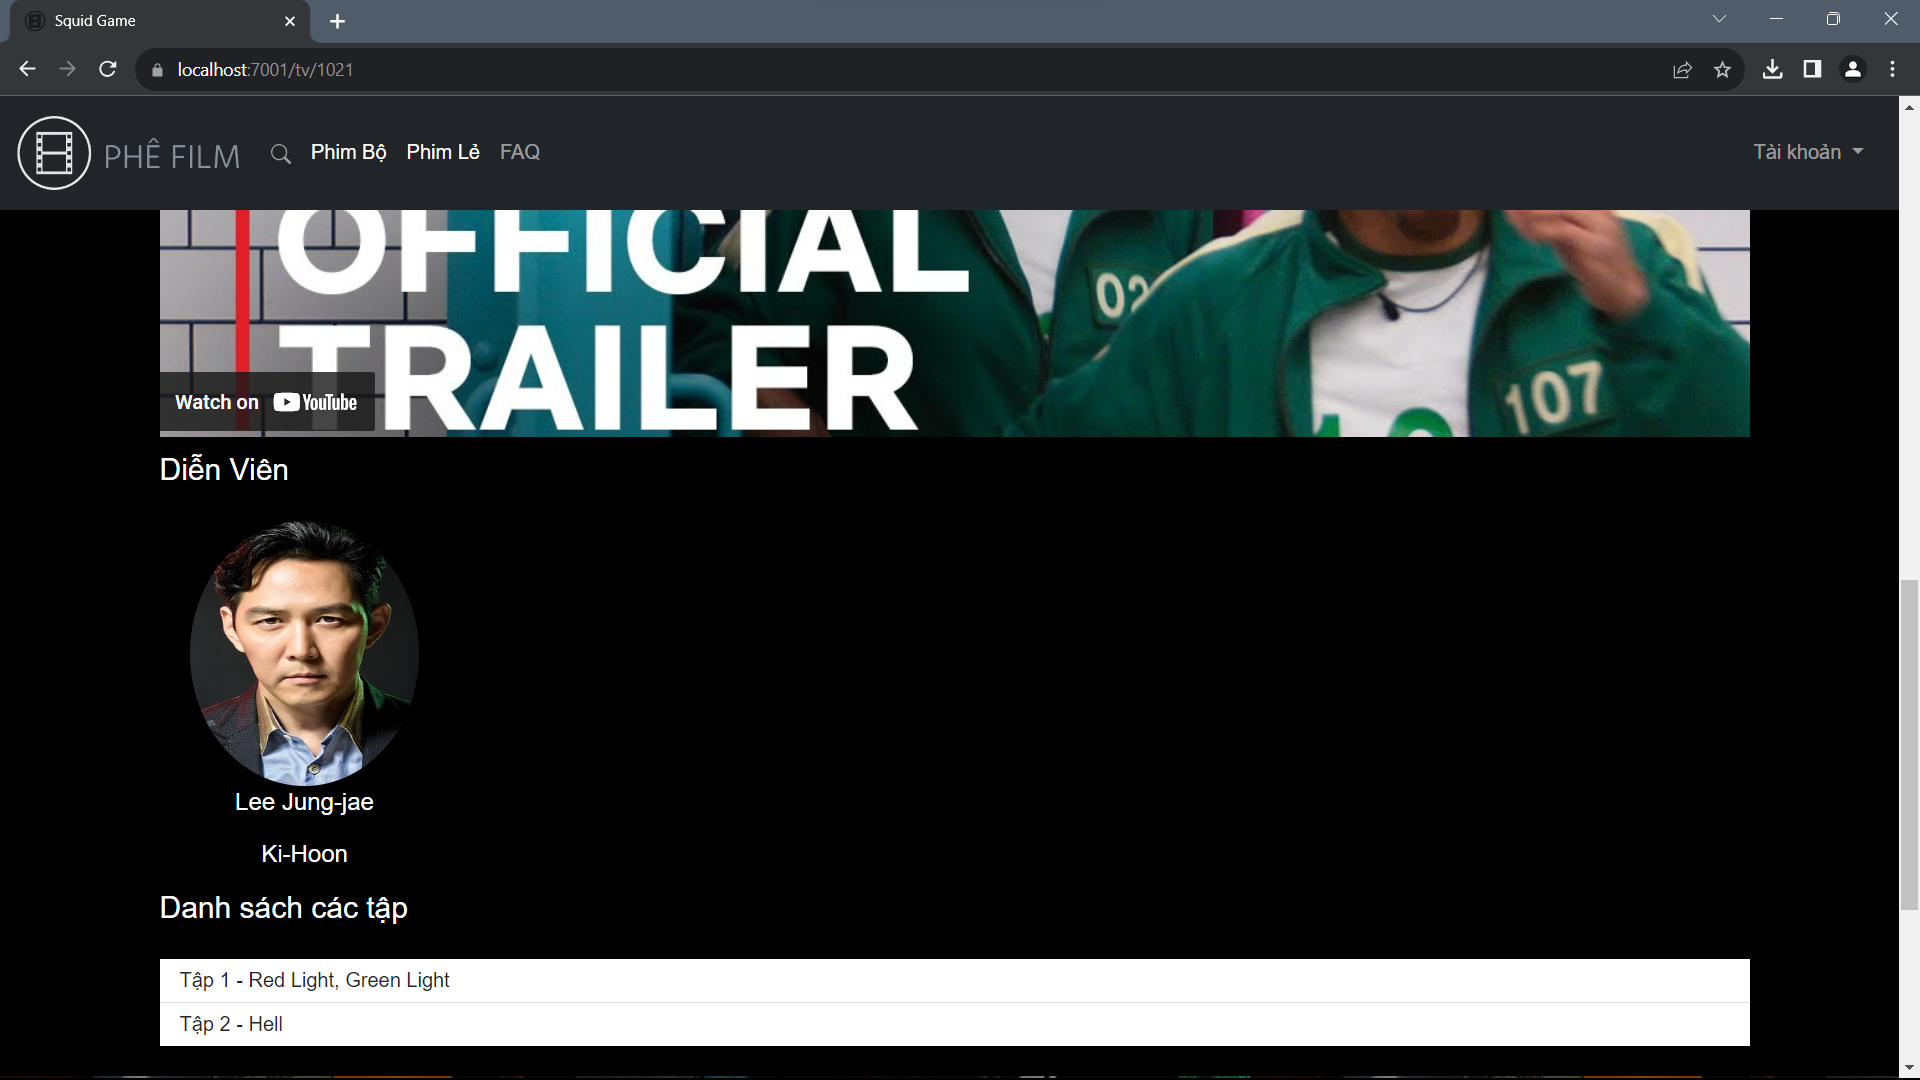 Squid Game
localhost:7001/tv/1021
PHÊ FILM
Phim Bộ
Phim Lẻ
FAQ
Tài khoản
OFFICIAL
TRAILER
02
107
Watch on YouTube
Diễn Viên
Lee Jung-jae
Ki-Hoon
Danh sách các tập
Tập 1 - Red Light, Green Light
Tập 2 - Hell